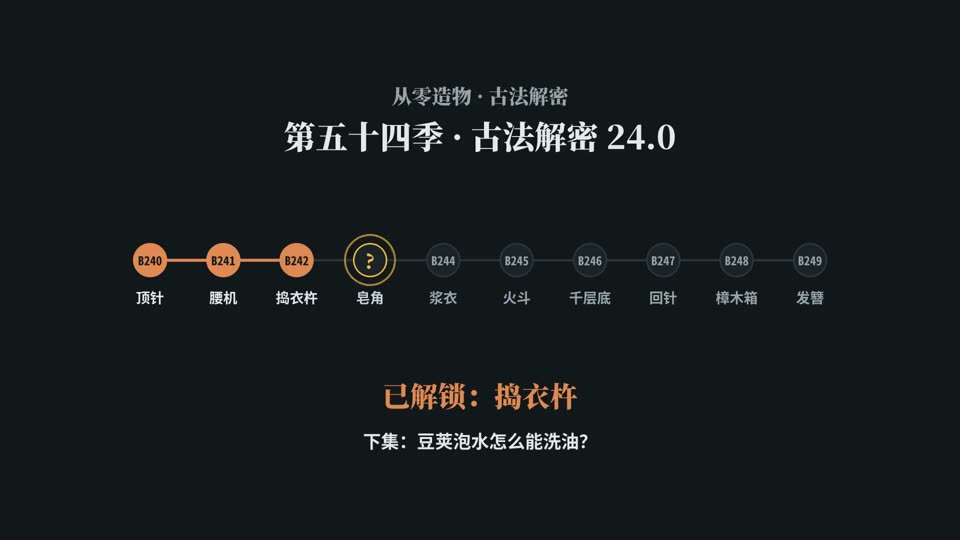 从零造物 · 古法解密
第五十四季 · 古法解密 24.0
B240 B241 B242 ? B244 B245 B246 B247 B248 B249
顶针 腰机 捣衣杵 皂角 浆衣 火斗 千层底 回针 樟木箱 发簪
已解锁：捣衣杵
下集：豆荚泡水怎么能洗油？